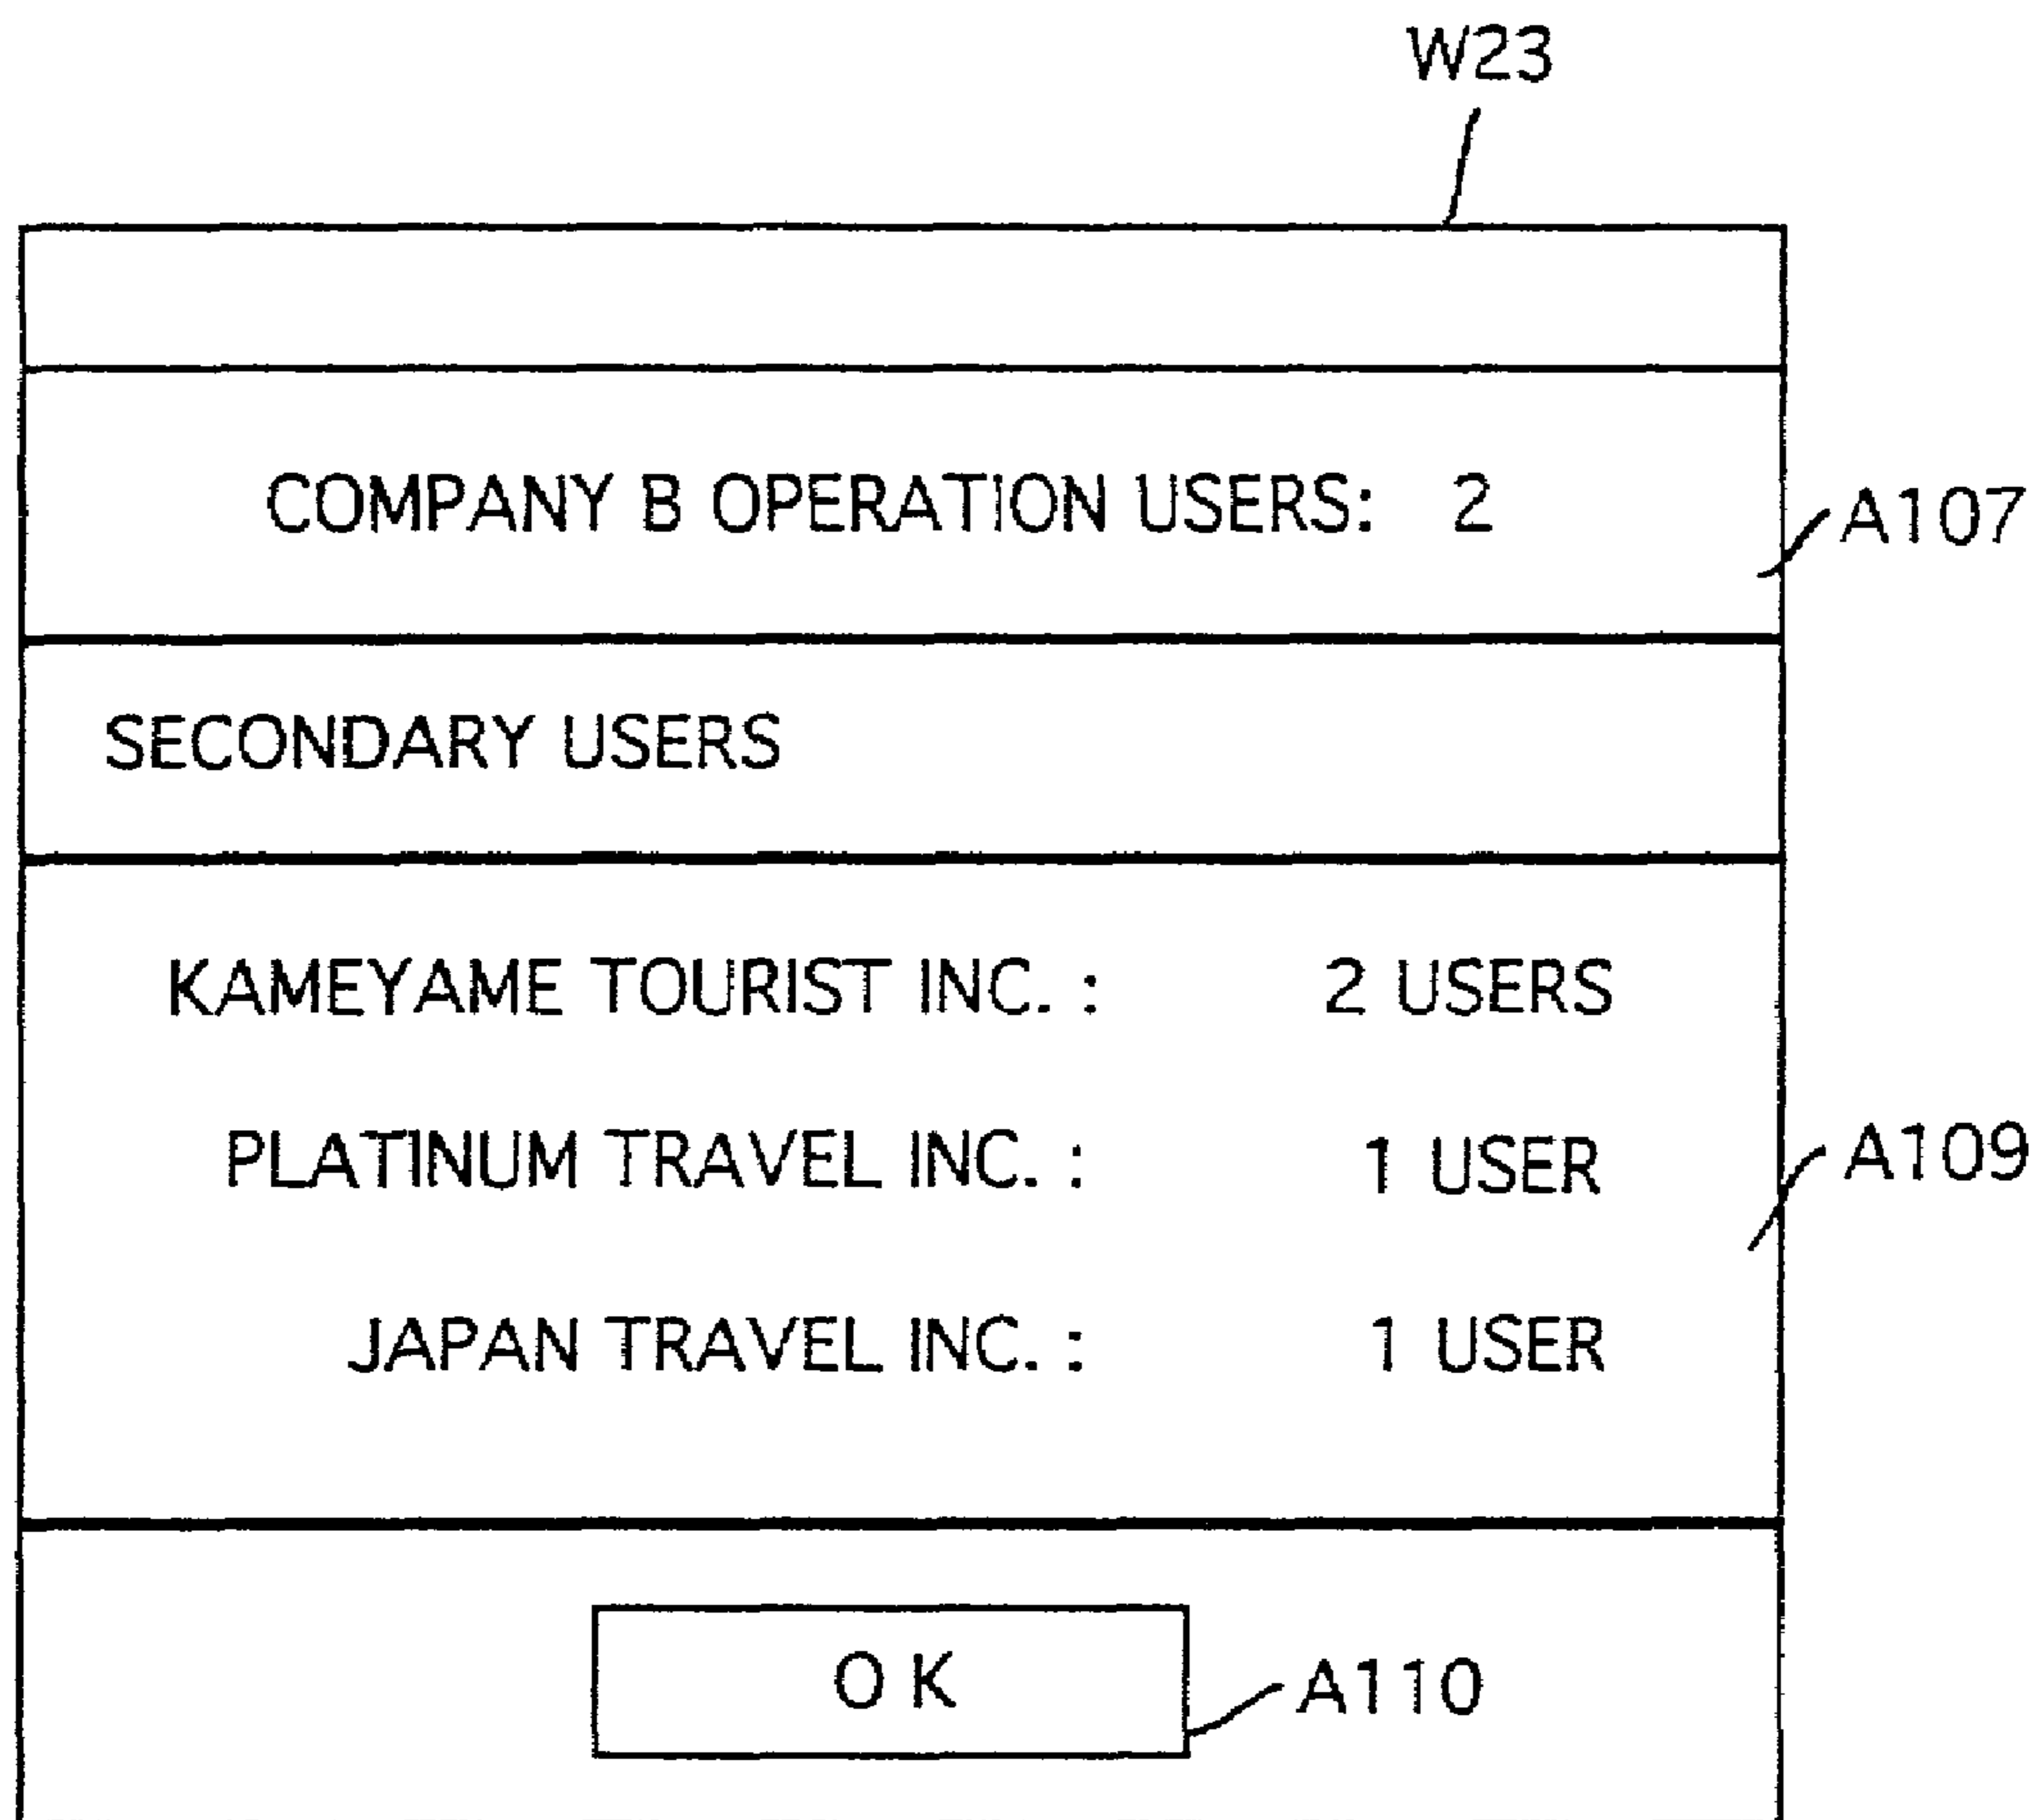 W23
COMPANY B OPERATION USERS: 2
A107
SECONDARY USERS
KAMEYAME TOURIST INC. : 2 USERS
PLATINUM TRAVEL INC. : 1 USER
A109
JAPAN TRAVEL INC. : 1 USER
OK
A110